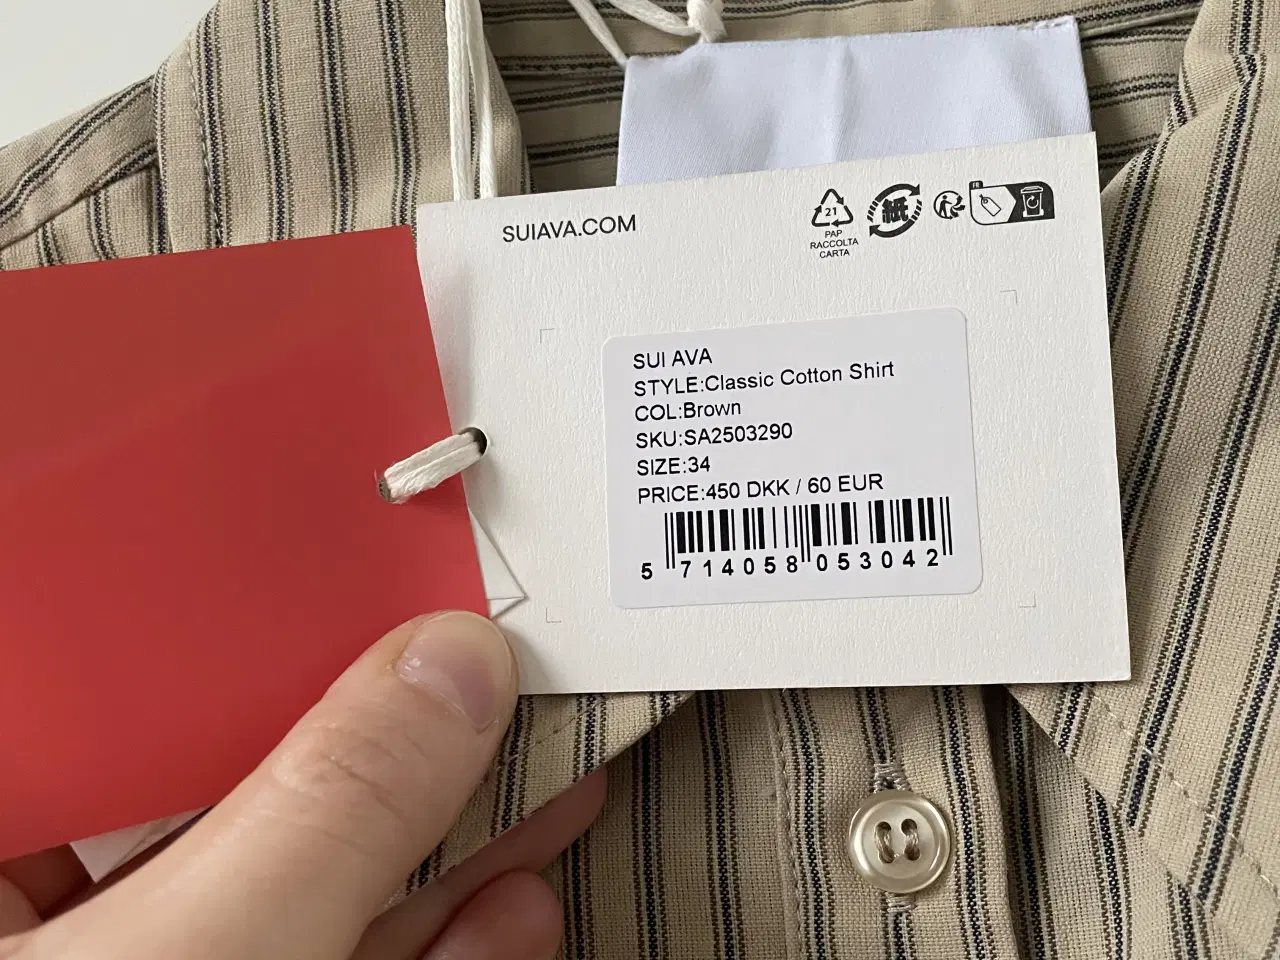 SUIAVA.COM
21
PAP
RACCOLTA
CARTA
紙
FR
SUI AVA
STYLE:Classic Cotton Shirt
COL:Brown
SKU:SA2503290
SIZE:34
PRICE:450 DKK / 60 EUR
5 714058 053042